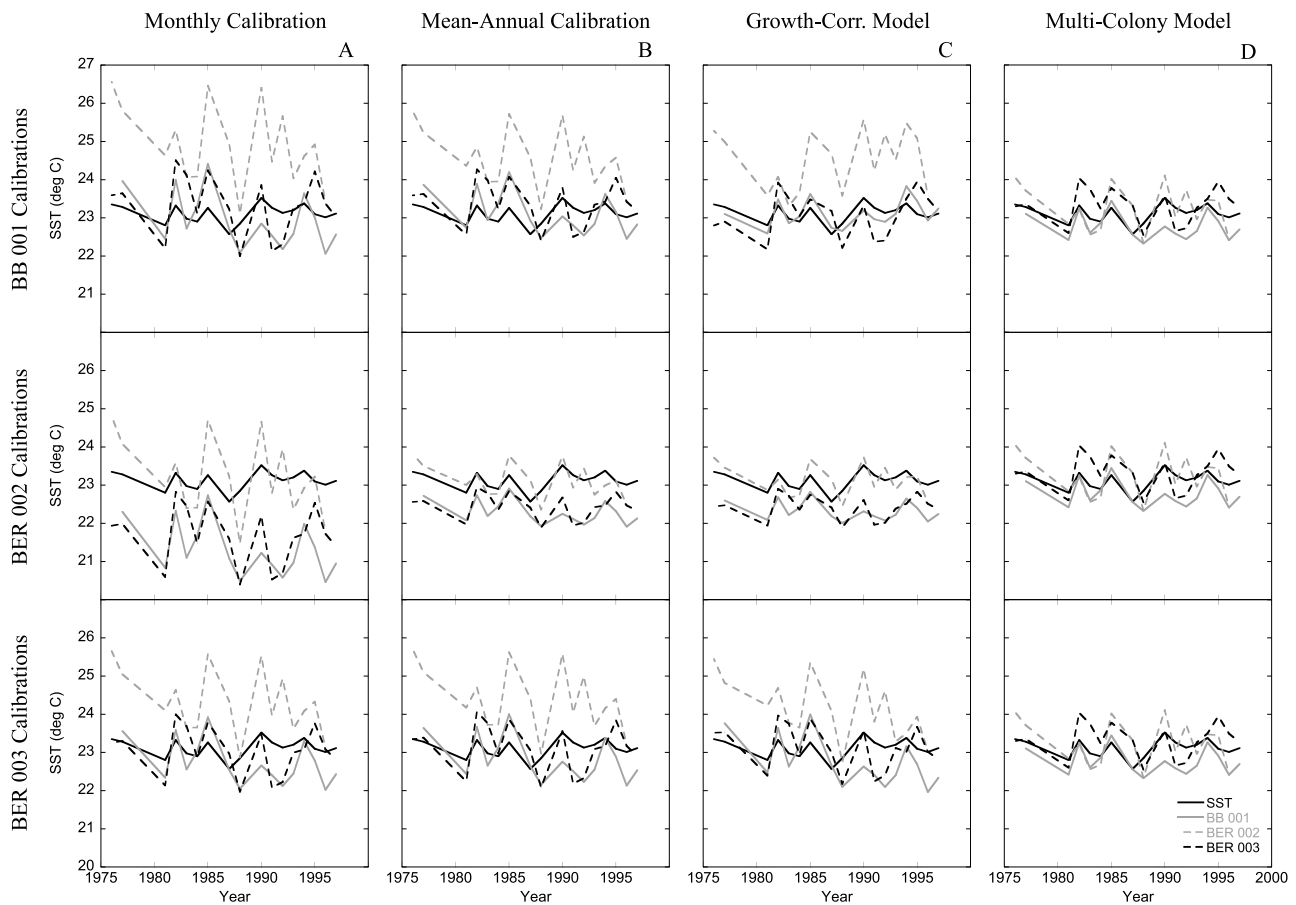 Monthly Calibration
Mean-Annual Calibration
Growth-Corr. Model
Multi-Colony Model
A
B
C
D
BB 001 Calibrations
SST (deg C)
27
26
25
24
23
22
21
BER 002 Calibrations
SST (deg C)
26
25
24
23
22
21
BER 003 Calibrations
SST (deg C)
26
25
24
23
22
21
20
SST
BB 001
BER 002
BER 003
1975 1980 1985 1990 1995
1975 1980 1985 1990 1995
1975 1980 1985 1990 1995
1975 1980 1985 1990 1995 2000
Year
Year
Year
Year